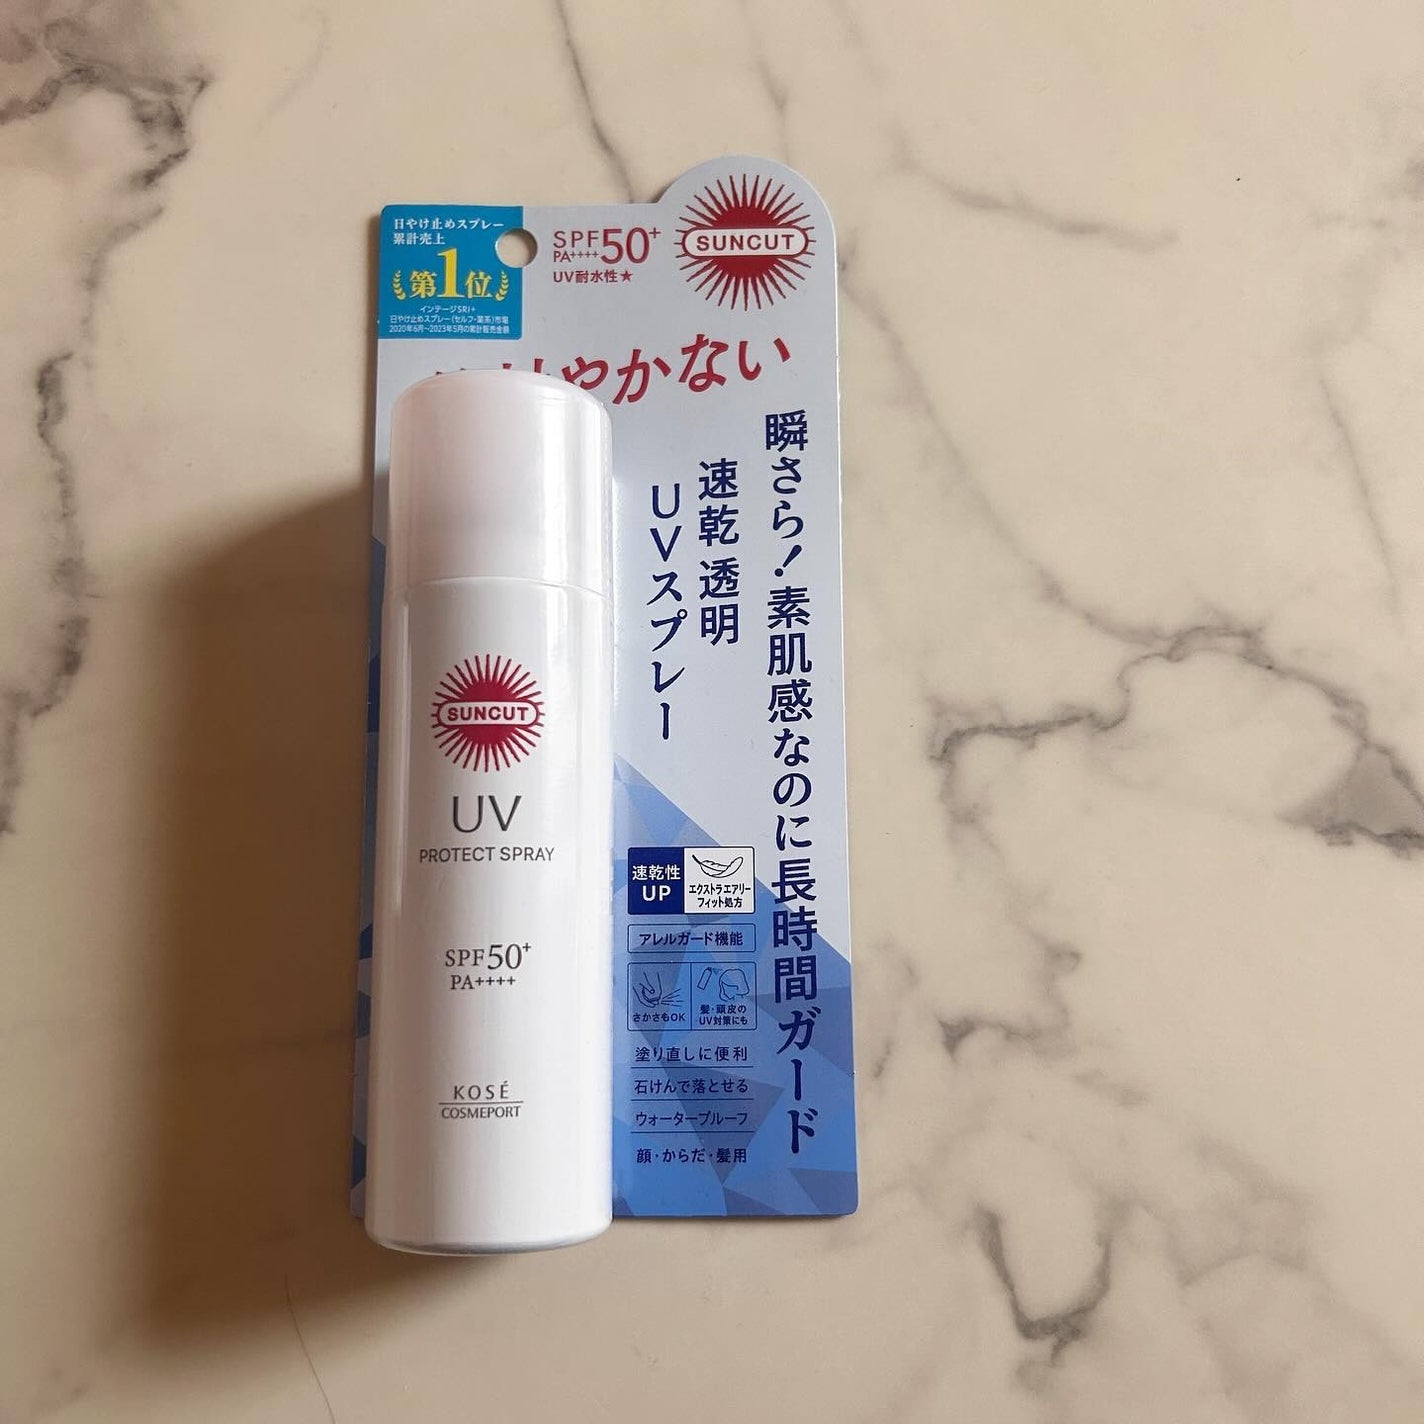 日やけ止めスプレー
累計売上
第1位
インテージSRI+
日やけ止めスプレー(セルフ・薬系)市場
2020年6月~2023年5月の累計販売金額
SPF50+
PA++++
UV耐水性★
SUNCUT
やかない
瞬さら!素肌感なのに長時間ガード
速乾 透明
UVスプレー
速乾性
UP
エクストラエアリー
フィット処方
アレルガード機能
さかさもOK
髪・頭皮の
UV対策にも
塗り直しに便利
石けんで落とせる
ウォータープルーフ
顔・からだ・髪用
SUNCUT
UV
PROTECT SPRAY
SPF50+
PA++++
KOSÉ
COSMEPORT